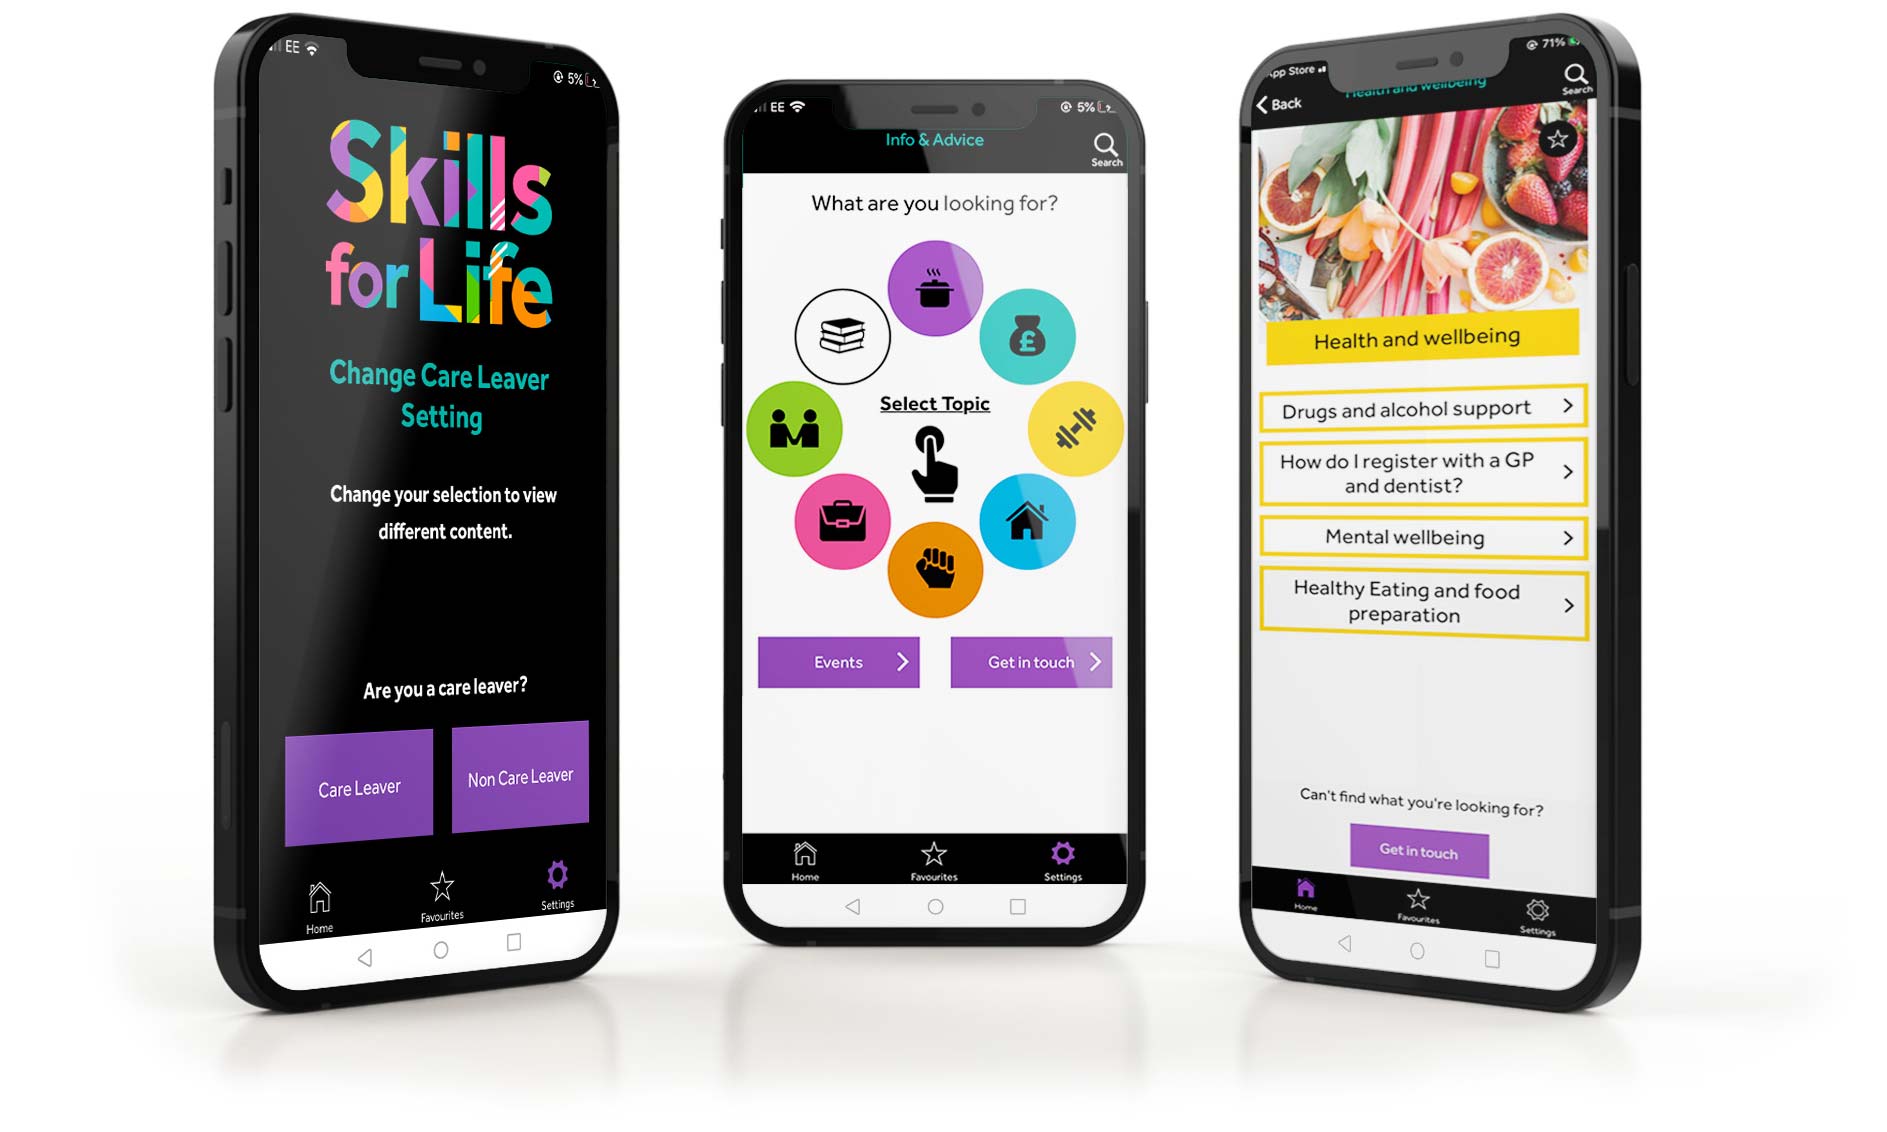 EE
5%
Skills
for Life
Change Care Leaver
Setting
Change your selection to view
different content.
Are you a care leaver?
Care Leaver
Non Care Leaver
Home
Favourites
Settings
EE
5%
Info & Advice
Search
What are you looking for?
£
Select Topic
Events
Get in touch
Home
Favourites
Settings
App Store
71%
Back
Health and wellbeing
Search
Health and wellbeing
Drugs and alcohol support
How do I register with a GP
and dentist?
Mental wellbeing
Healthy Eating and food
preparation
Can't find what you're looking for?
Get in touch
Home
Favourites
Settings